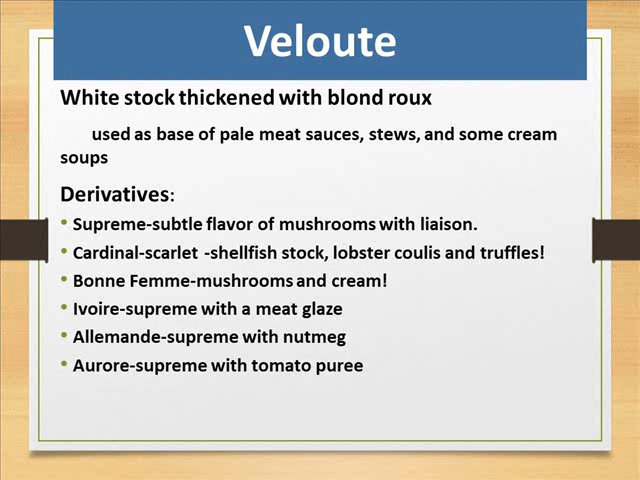 Veloute
White stock thickened with blond roux
used as base of pale meat sauces, stews, and some cream
soups
Derivatives:
• Supreme-subtle flavor of mushrooms with liaison.
• Cardinal-scarlet -shellfish stock, lobster coulis and truffles!
• Bonne Femme-mushrooms and cream!
• Ivoire-supreme with a meat glaze
• Allemande-supreme with nutmeg
• Aurore-supreme with tomato puree